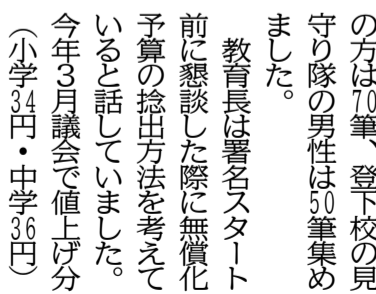 の方は70筆、登下校の見
守り隊の男性は50筆集め
ました。
　教育長は署名スタート
前に懇談した際に無償化
予算の捻出方法を考えて
いると話していました。
今年３月議会で値上げ分
（小学34円・中学36円）